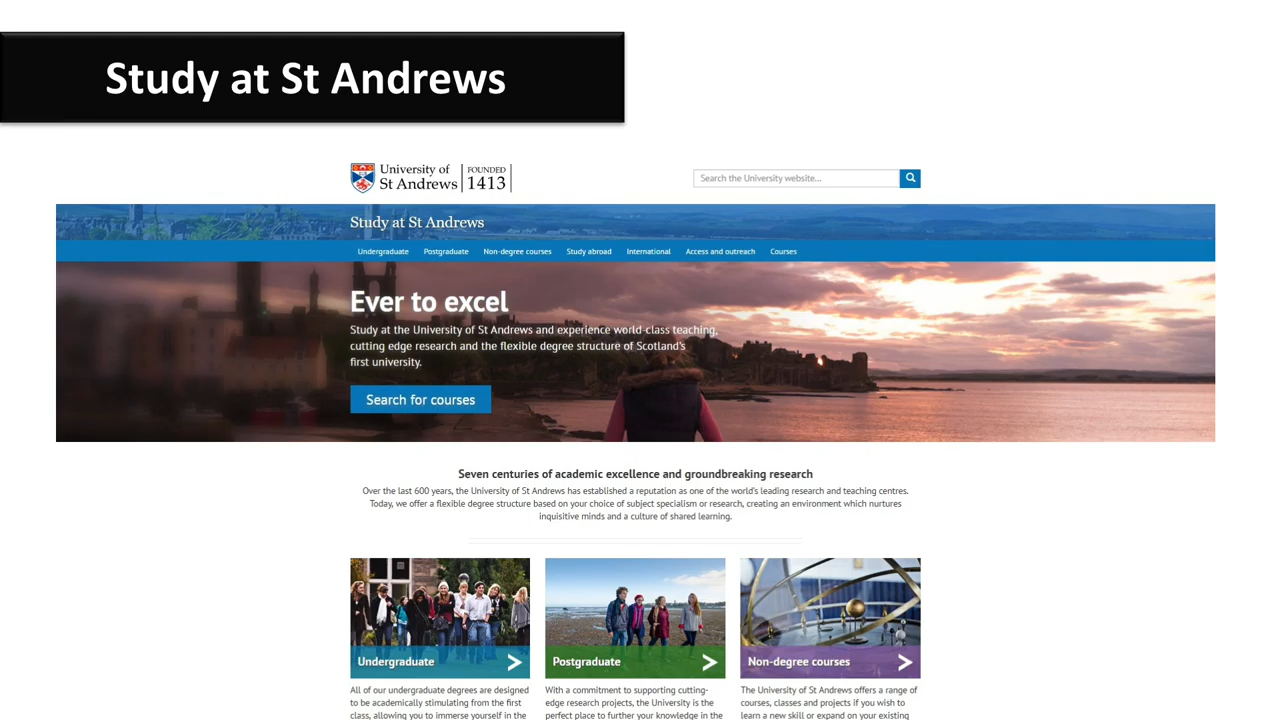 Study at St Andrews
University of
St Andrews
FOUNDED
1413
Search the University website...
Study at St Andrews
Undergraduate Postgraduate Non-degree courses Study abroad International Access and outreach Courses
Ever to excel
Study at the University of St Andrews and experience world-class teaching,
cutting edge research and the flexible degree structure of Scotland's
first university.
Search for courses
Seven centuries of academic excellence and groundbreaking research
Over the last 600 years, the University of St Andrews has established a reputation as one of the world's leading research and teaching centres.
Today, we offer a flexible degree structure based on your choice of subject specialism or research, creating an environment which nurtures
inquisitive minds and a culture of shared learning.
Undergraduate
All of our undergraduate degrees are designed
to be academically stimulating from the first
class, allowing you to immerse yourself in the
Postgraduate
With a commitment to supporting cutting-
edge research projects, the University is the
perfect place to further your knowledge in the
Non-degree courses
The University of St Andrews offers a range of
courses, classes and projects if you wish to
learn a new skill or expand on your existing